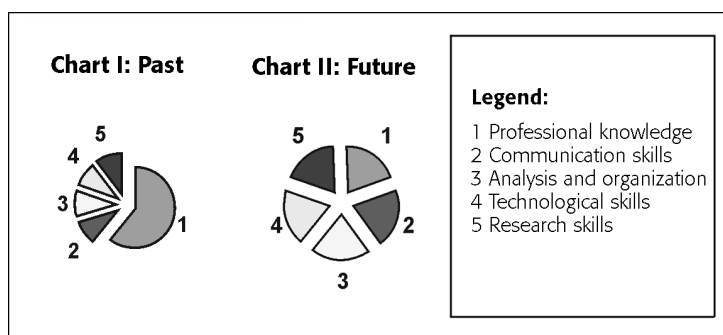 Chart I: Past
5
4
3
2
1
Chart II: Future
5
1
4
2
3
Legend:
1 Professional knowledge
2 Communication skills
3 Analysis and organization
4 Technological skills
5 Research skills